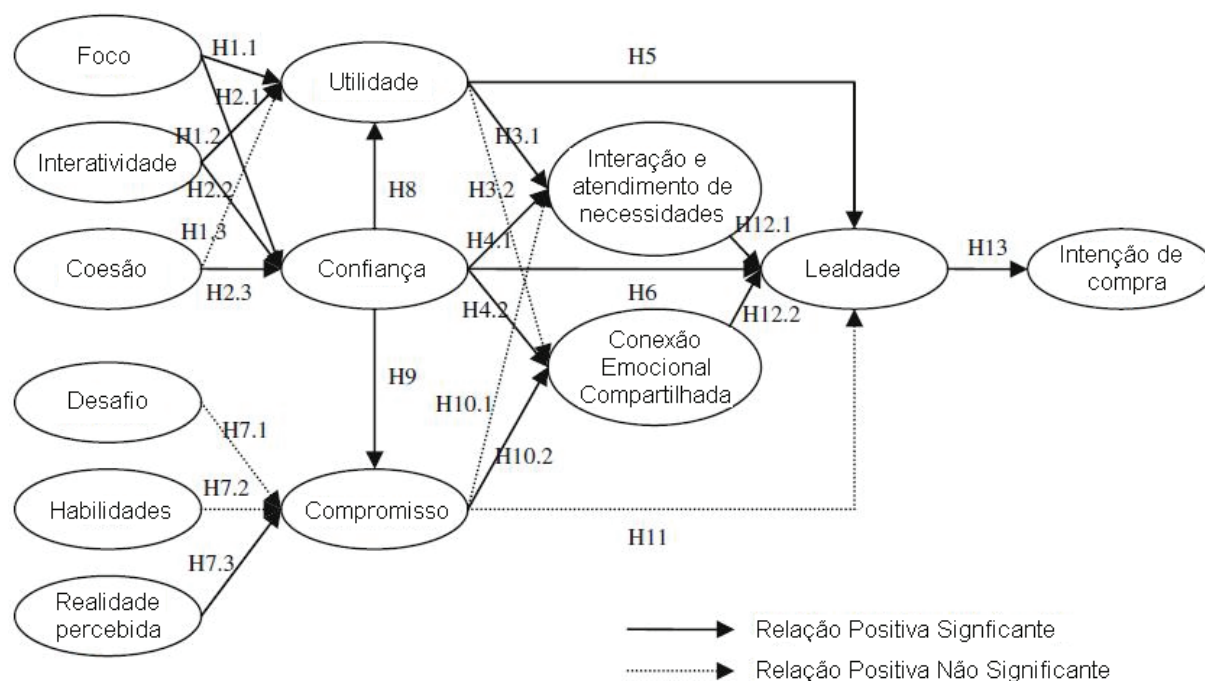 Foco
H1.1
Utilidade
H5
H2.1
H1.2
H3.1
Interatividade
Interação e
atendimento de
necessidades
H2.2
H8
H3.2
H1.3
H4.1
H12.1
Coesão
Confiança
Lealdade
H13
Intenção de
compra
H2.3
H6
H4.2
H12.2
Conexão
Emocional
Compartilhada
H9
Desafio
H10.1
H7.1
H10.2
H7.2
Habilidades
Compromisso
H11
H7.3
Realidade
percebida
Relação Positiva Signficante
Relação Positiva Não Significante